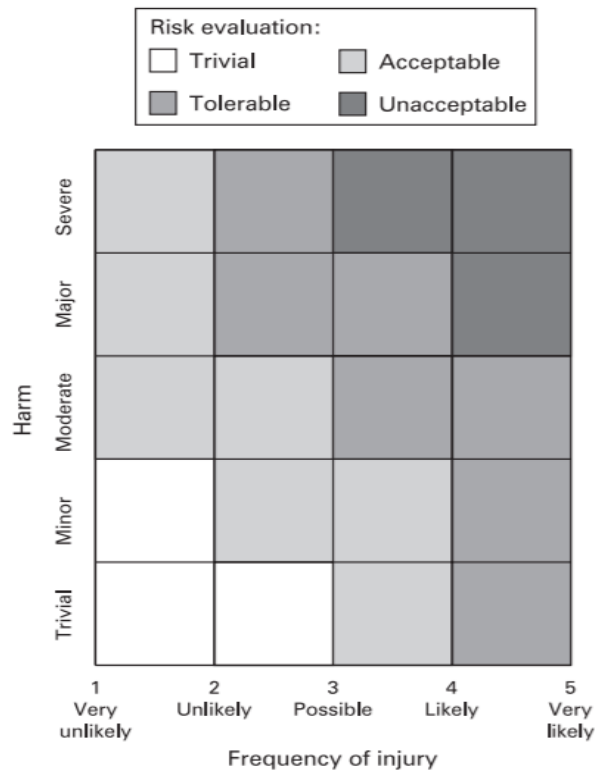 Risk evaluation:
Trivial
Acceptable
Tolerable
Unacceptable
Harm
Severe
Major
Moderate
Minor
Trivial
1 2 3 4 5
Very unlikely
Unlikely
Possible
Likely
Very likely
Frequency of injury